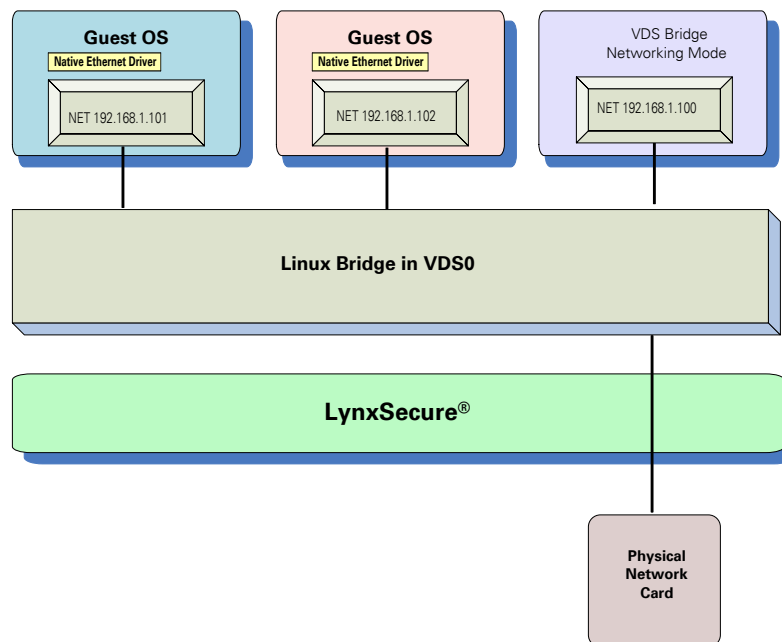 Guest OS
Native Ethernet Driver
NET 192.168.1.101
Guest OS
Native Ethernet Driver
NET 192.168.1.102
VDS Bridge
Networking Mode
NET 192.168.1.100
Linux Bridge in VDS0
LynxSecure®
Physical
Network
Card